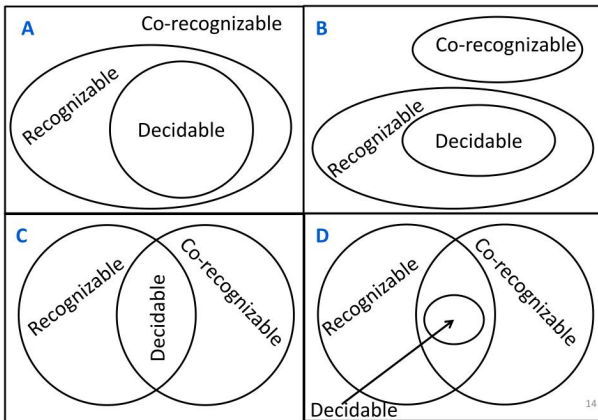 A
Co-recognizable
Recognizable
Decidable
B
Co-recognizable
Recognizable
Decidable
C
Recognizable
Decidable
Co-recognizable
D
Recognizable
Co-recognizable
Decidable
14